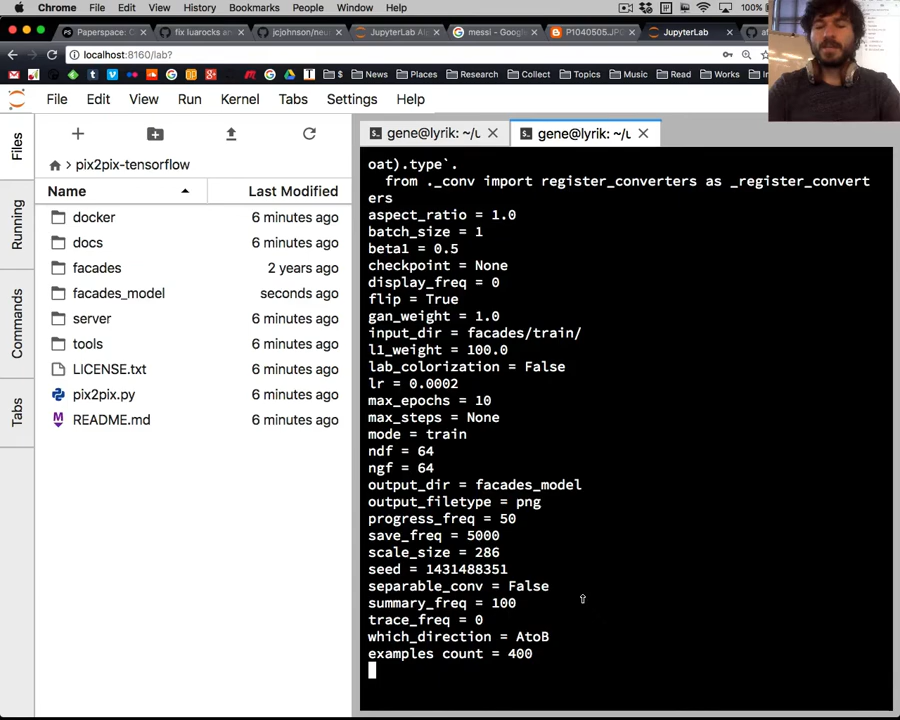 Chrome File Edit View History Bookmarks People Window Help 100%
Paperspace: C
fix luarocks an
jcjohnson/neur
JupyterLab Al
messi - Google
P1040505.JP
JupyterLab
localhost:8160/lab?
$ News Places Research Collect Topics Music Read Works
File Edit View Run Kernel Tabs Settings Help
Files
Running
Commands
Tabs
pix2pix-tensorflow
Name Last Modified
docker 6 minutes ago
docs 6 minutes ago
facades 2 years ago
facades_model seconds ago
server 6 minutes ago
tools 6 minutes ago
LICENSE.txt 6 minutes ago
pix2pix.py 6 minutes ago
README.md 6 minutes ago
gene@lyrik: ~/u
gene@lyrik: ~/u
oat).type`.
from ._conv import register_converters as _register_convert
ers
aspect_ratio = 1.0
batch_size = 1
beta1 = 0.5
checkpoint = None
display_freq = 0
flip = True
gan_weight = 1.0
input_dir = facades/train/
l1_weight = 100.0
lab_colorization = False
lr = 0.0002
max_epochs = 10
max_steps = None
mode = train
ndf = 64
ngf = 64
output_dir = facades_model
output_filetype = png
progress_freq = 50
save_freq = 5000
scale_size = 286
seed = 1431488351
separable_conv = False
summary_freq = 100
trace_freq = 0
which_direction = AtoB
examples count = 400